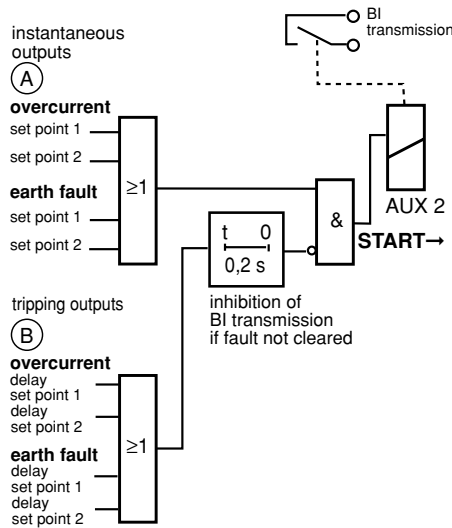 BI
transmission
instantaneous
outputs
A
overcurrent
set point 1
set point 2
earth fault
set point 1
set point 2
≥1
&
AUX 2
START→
t 0
0,2 s
inhibition of
BI transmission
if fault not cleared
tripping outputs
B
overcurrent
delay
set point 1
delay
set point 2
earth fault
delay
set point 1
delay
set point 2
≥1